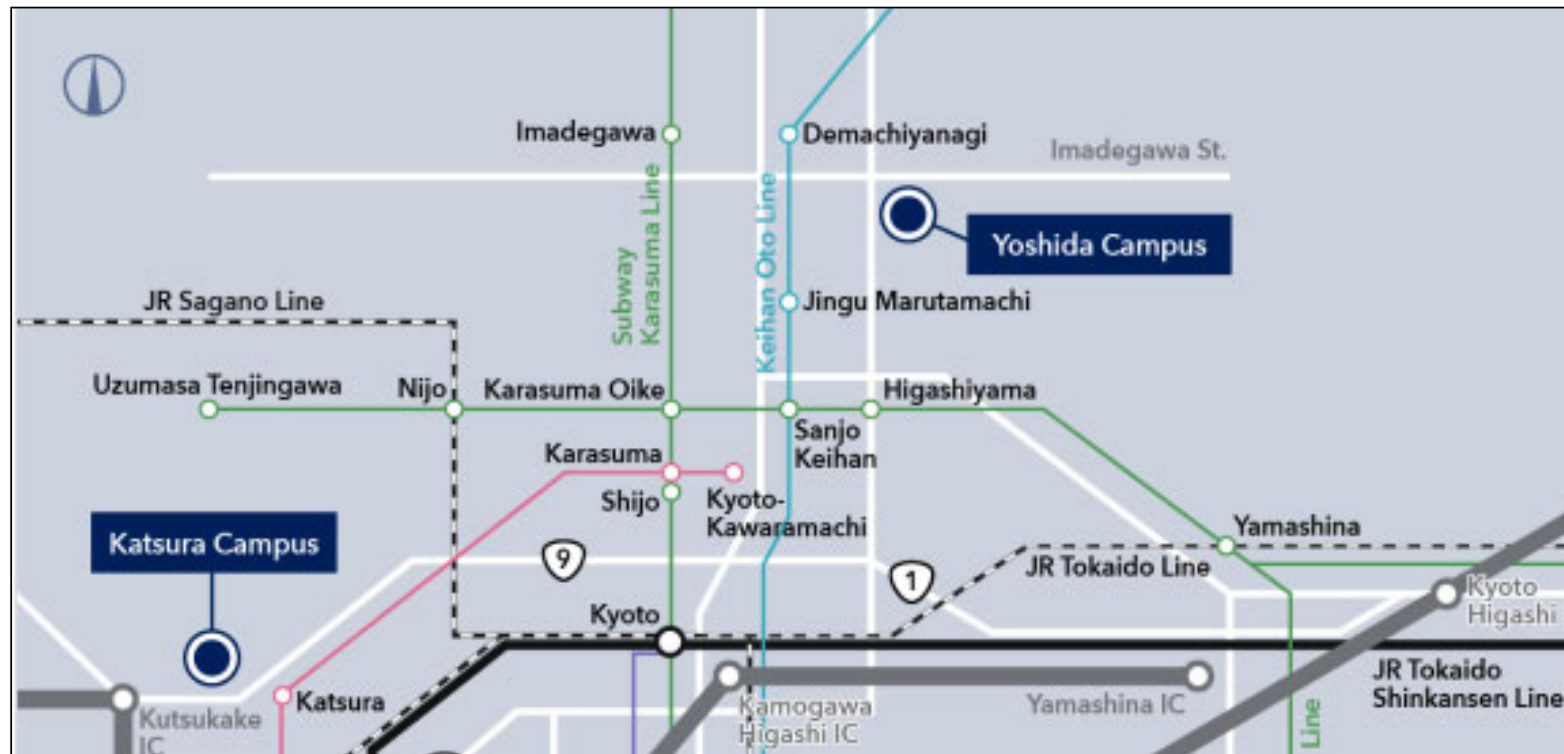 Imadegawa
Demachiyanagi
Imadegawa St.
Subway
Karasuma Line
Keihan Oto Line
Yoshida Campus
JR Sagano Line
Jingu Marutamachi
Uzumasa Tenjingawa
Nijo
Karasuma Oike
Higashiyama
Sanjo
Keihan
Karasuma
Shijo
Kyoto-
Kawaramachi
Katsura Campus
9
Yamashina
JR Tokaido Line
1
Kyoto
Kyoto
Higashi
JR Tokaido
Shinkansen Line
Katsura
Kutsukake
IC
Kamogawa
Higashi IC
Yamashina IC
Line